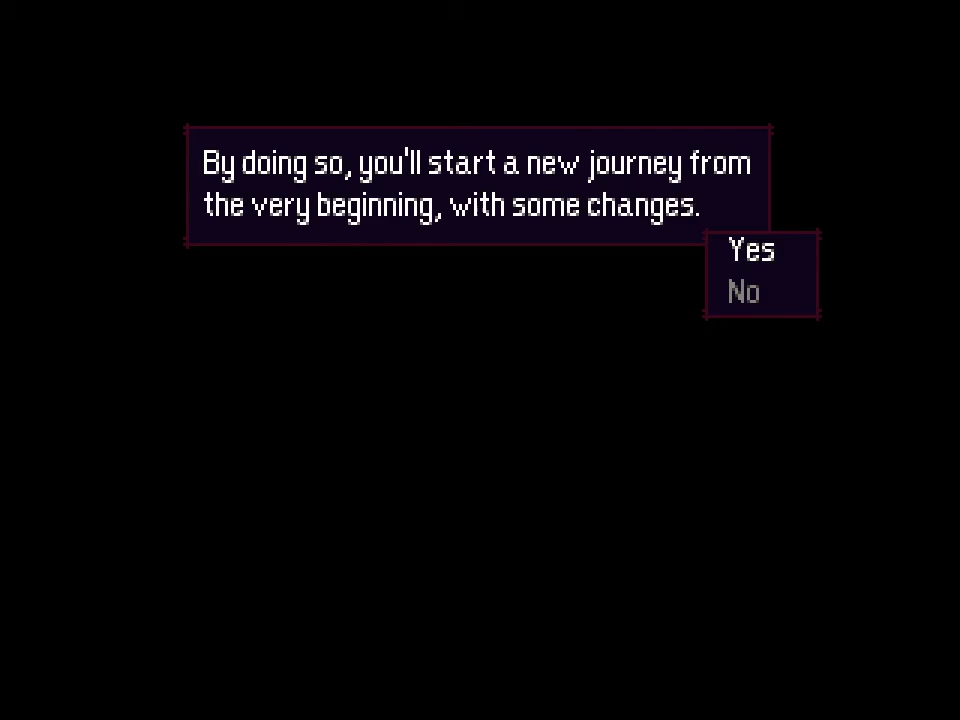 By doing so, you'll start a new journey from
the very beginning, with some changes.
Yes
No